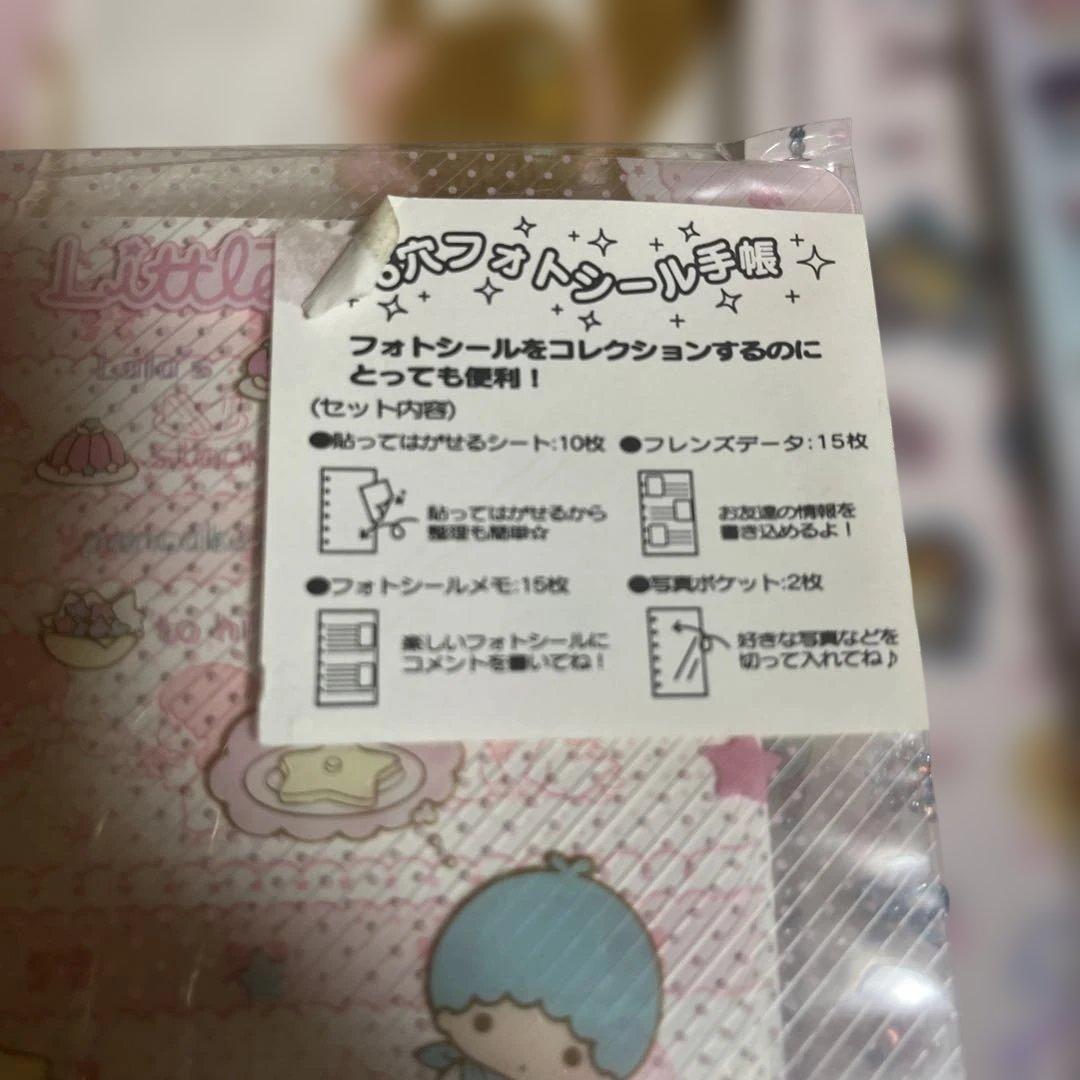 穴フォトシール手帳
フォトシールをコレクションするのに
とっても便利！
(セット内容)
●貼ってはがせるシート:10枚
貼ってはがせるから
整理も簡単☆
●フレンズデータ:15枚
お友達の情報を
き込めるよ！
●フォトシールメモ:15枚
楽しいフォトシールに
コメントを いてね！
●写真ポケット:2枚
好きな写真などを
切って入れてね♪
Little
Lala's
to